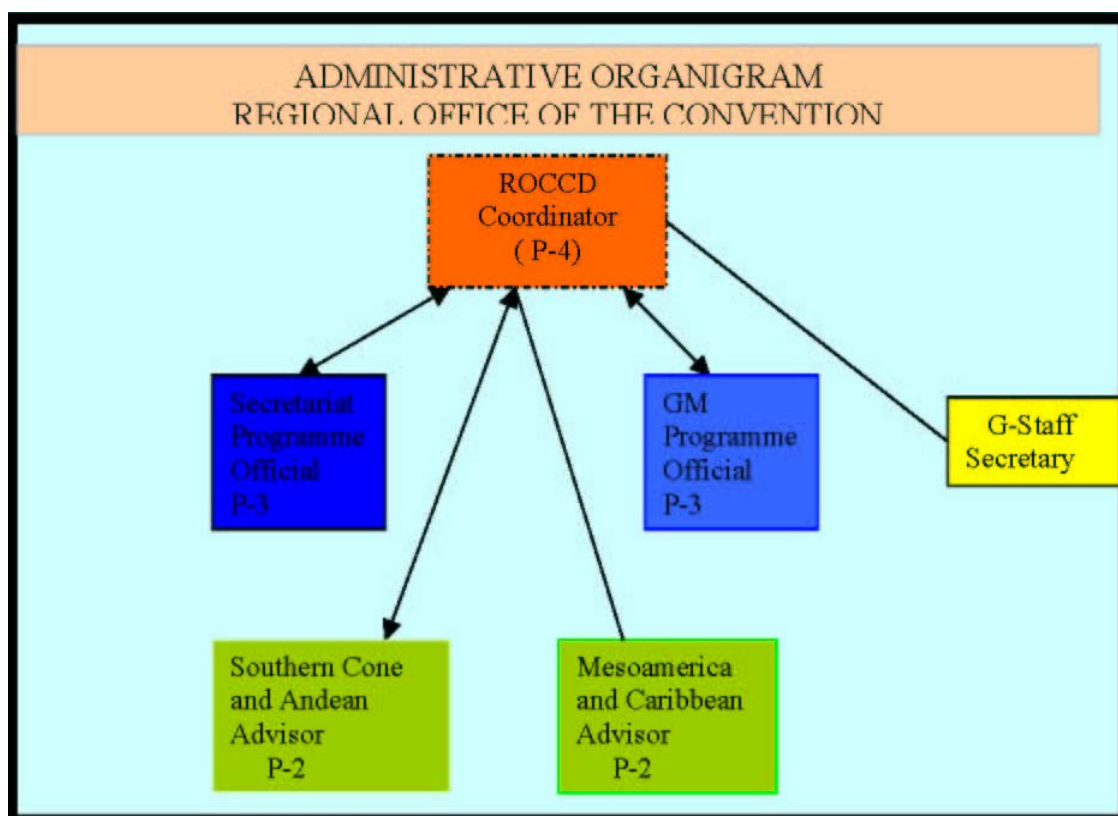 ADMINISTRATIVE ORGANIGRAM
REGIONAL OFFICE OF THE CONVENTION
ROCCD
Coordinator
( P-4)
Secretariat
Programme
Official
P-3
GM
Programme
Official
P-3
G-Staff
Secretary
Southern Cone
and Andean
Advisor
P-2
Mesoamerica
and Caribbean
Advisor
P-2